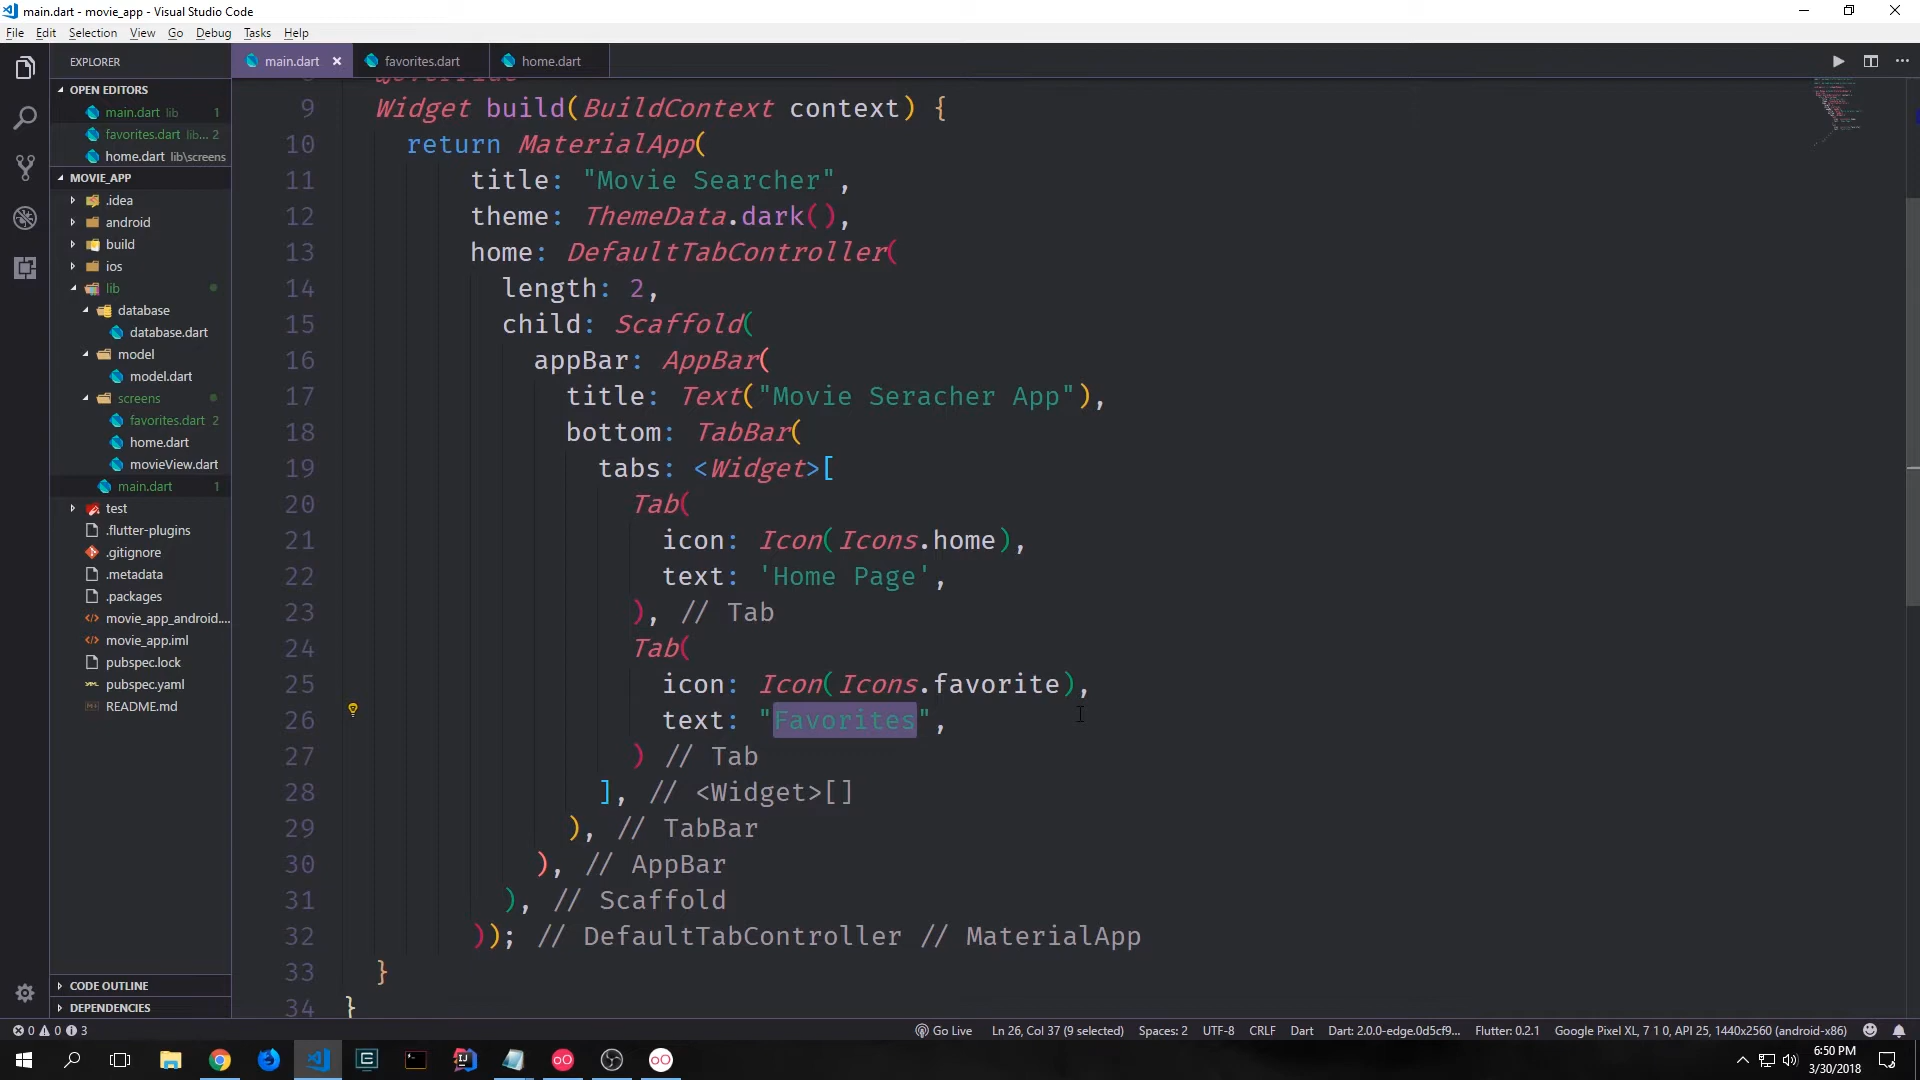 main.dart - movie_app - Visual Studio Code
File Edit Selection View Go Debug Tasks Help
EXPLORER
main.dart
favorites.dart
home.dart
OPEN EDITORS
main.dart lib 1
favorites.dart lib... 2
home.dart lib\screens
MOVIE_APP
.idea
android
build
ios
lib
database
database.dart
model
model.dart
screens
favorites.dart 2
home.dart
movieView.dart
main.dart 1
test
.flutter-plugins
.gitignore
.metadata
.packages
movie_app_android....
movie_app.iml
pubspec.lock
pubspec.yaml
README.md
CODE OUTLINE
DEPENDENCIES
9 Widget build(BuildContext context) {
10 return MaterialApp(
11 title: "Movie Searcher",
12 theme: ThemeData.dark(),
13 home: DefaultTabController(
14 length: 2,
15 child: Scaffold(
16 appBar: AppBar(
17 title: Text("Movie Seracher App"),
18 bottom: TabBar(
19 tabs: <Widget>[
20 Tab(
21 icon: Icon(Icons.home),
22 text: 'Home Page',
23 ), // Tab
24 Tab(
25 icon: Icon(Icons.favorite),
26 text: "Favorites",
27 ) // Tab
28 ], // <Widget>[]
29 ), // TabBar
30 ), // AppBar
31 ), // Scaffold
32 )); // DefaultTabController // MaterialApp
33 }
34 }
0 0 3
Go Live Ln 26, Col 37 (9 selected) Spaces: 2 UTF-8 CRLF Dart Dart: 2.0.0-edge.0d5cf9... Flutter: 0.2.1 Google Pixel XL, 7 1 0, API 25, 1440x2560 (android-x86)
6:50 PM
3/30/2018